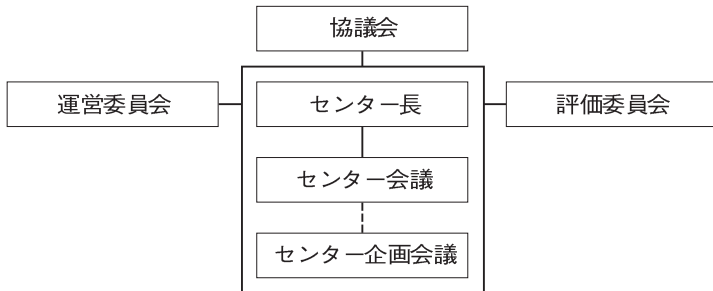 協議会
運営委員会
センター長
評価委員会
センター会議
センター企画会議